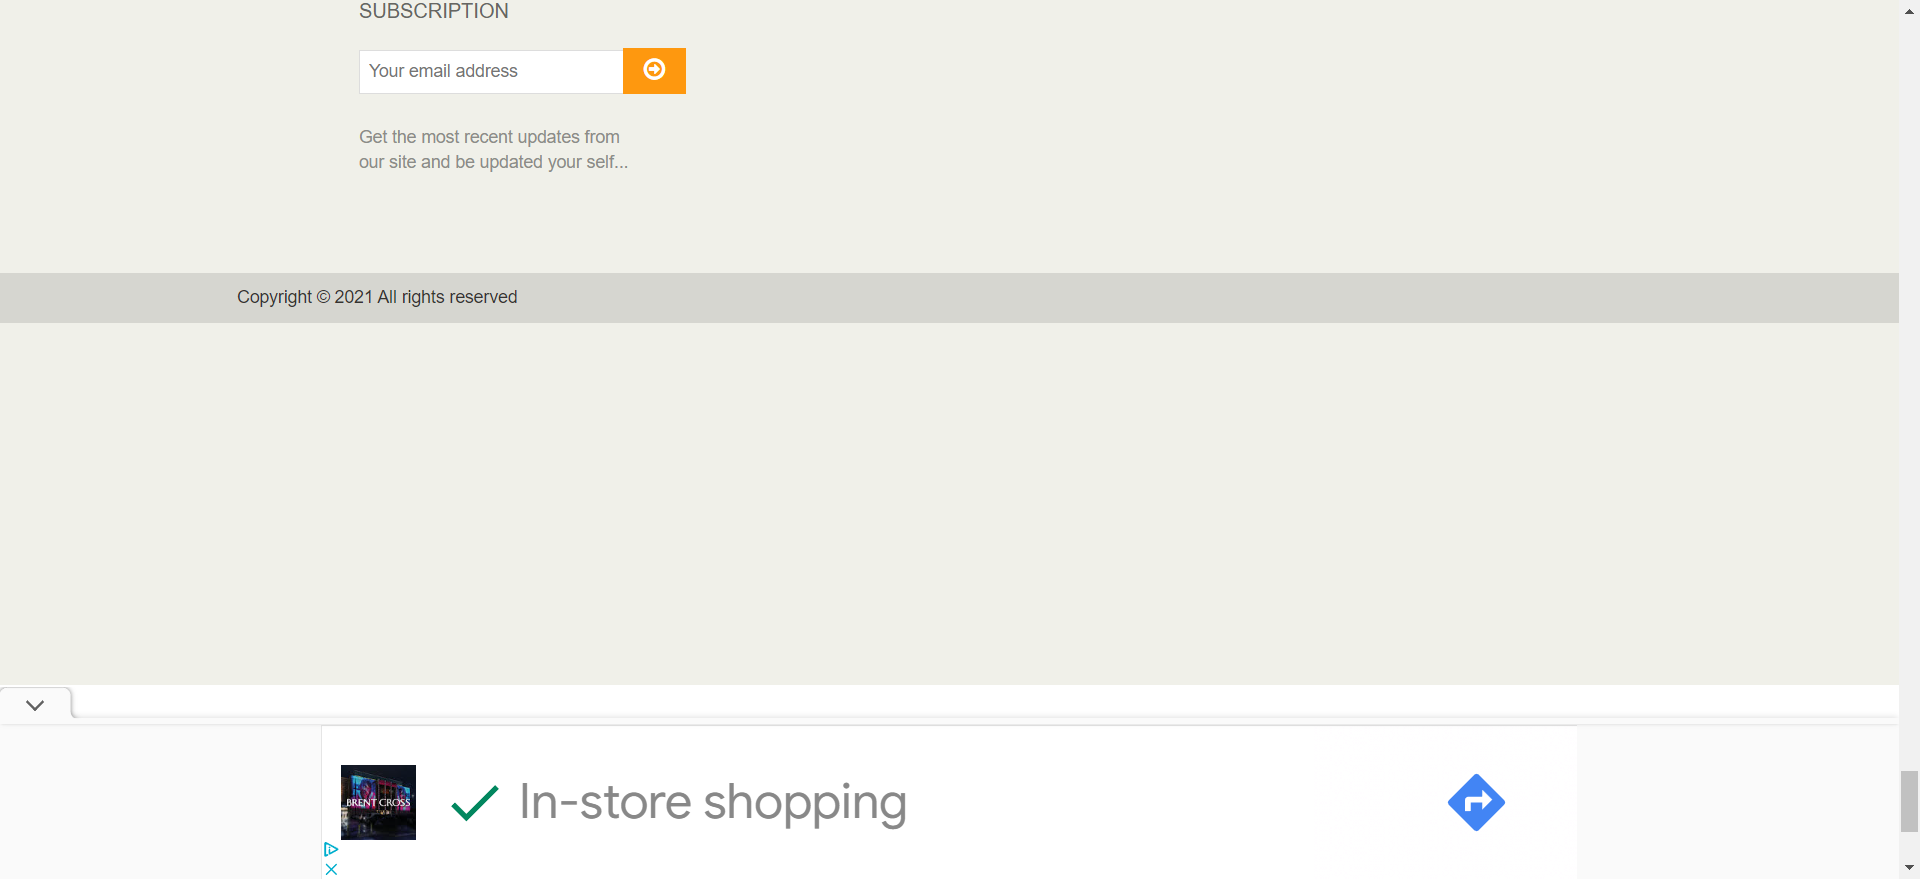 SUBSCRIPTION
Your email address
Get the most recent updates from
our site and be updated your self...
Copyright © 2021 All rights reserved
BRENT CROSS
In-store shopping